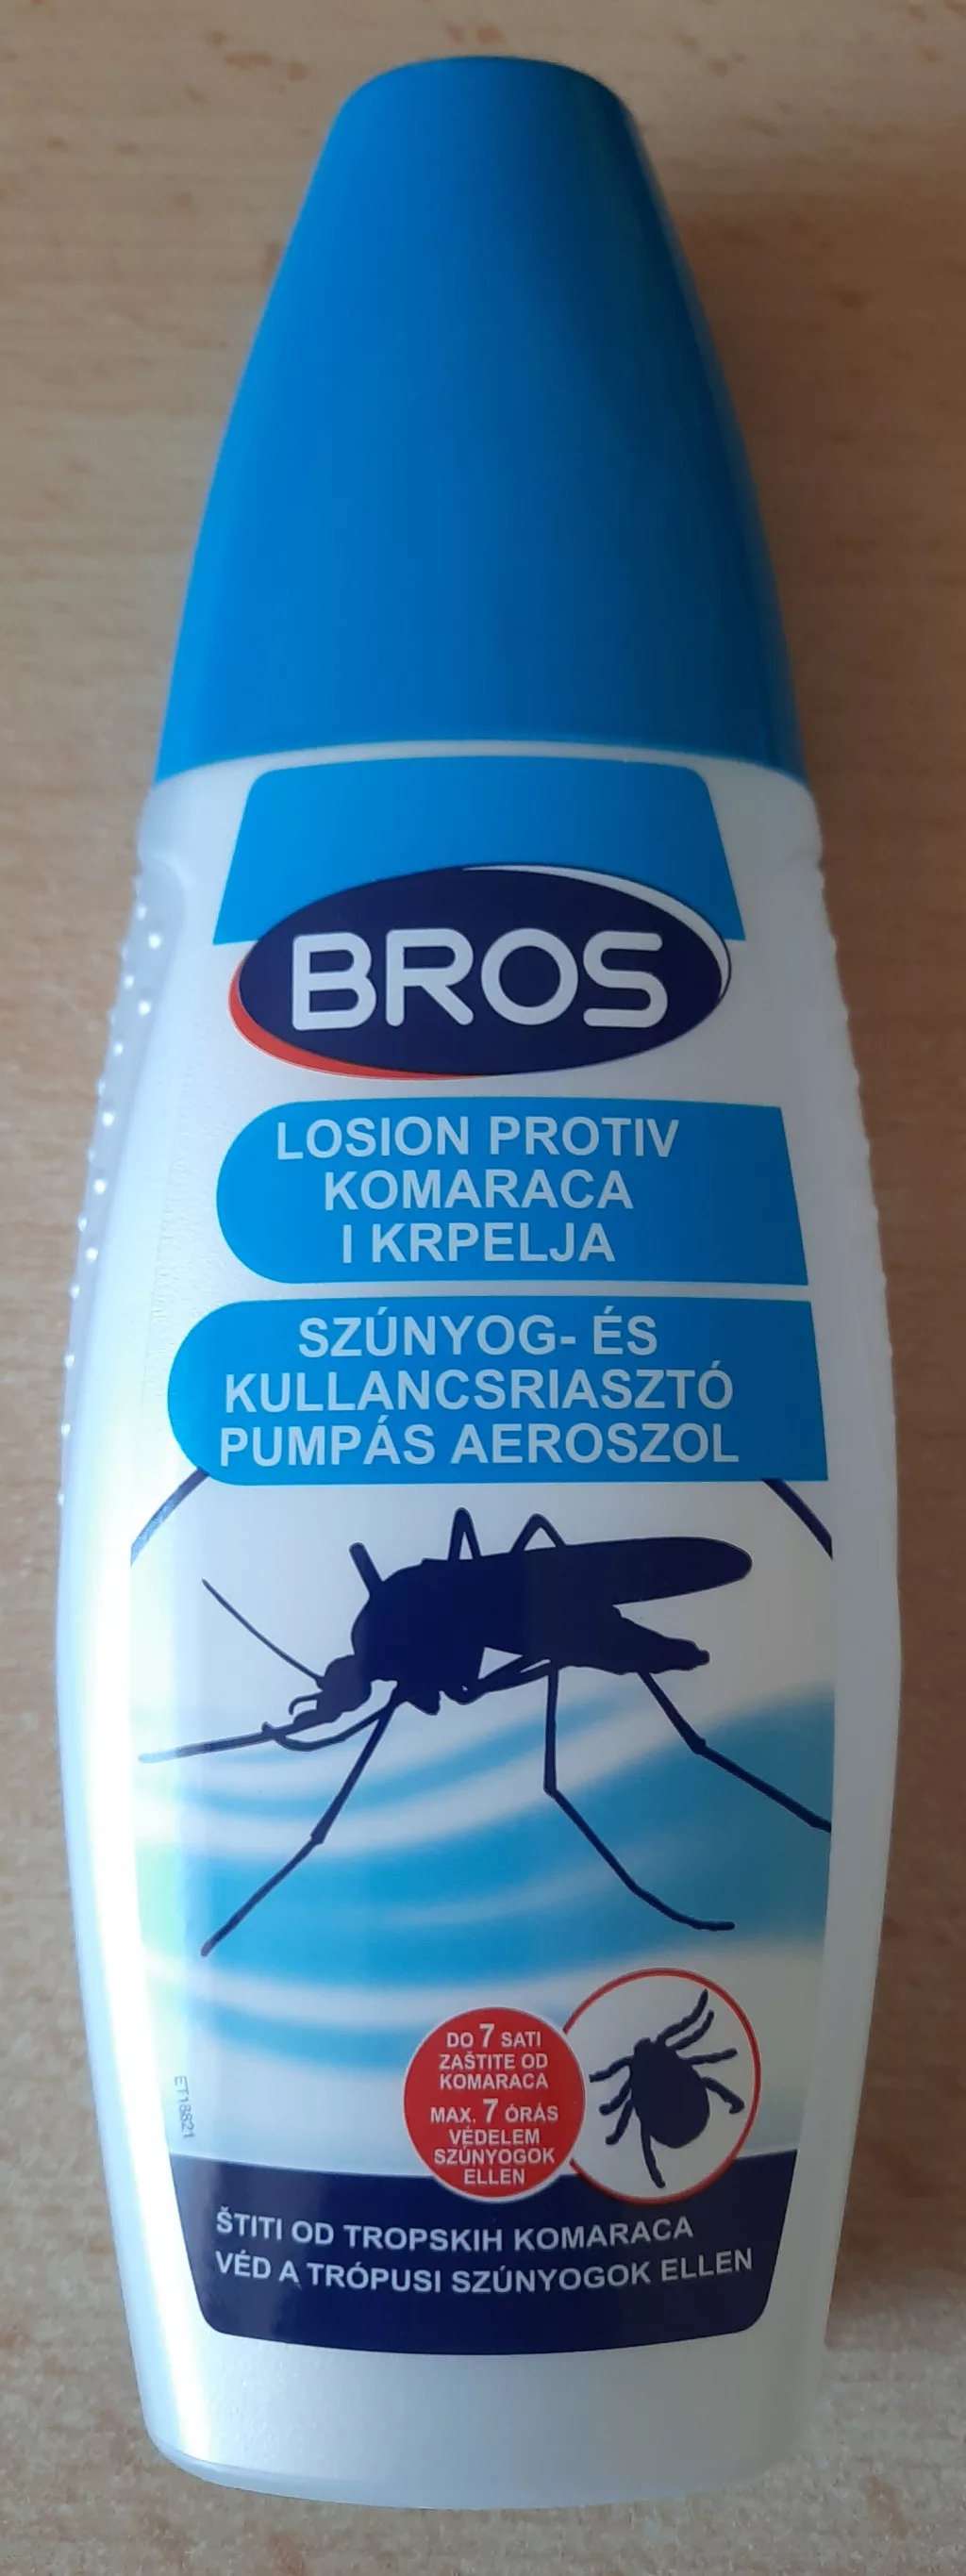 BROS
LOSION PROTIV
KOMARACA
I KRPELJA
SZÚNYOG- ÉS
KULLANCSRIASZTÓ
PUMPÁS AEROSZOL
DO 7 SATI
ZAŠTITE OD
KOMARACA
MAX. 7 ÓRÁS
VÉDELEM
SZÚNYOGOK
ELLEN
ET18821
ŠTITI OD TROPSKIH KOMARACA
VÉD A TRÓPUSI SZÚNYOGOK ELLEN